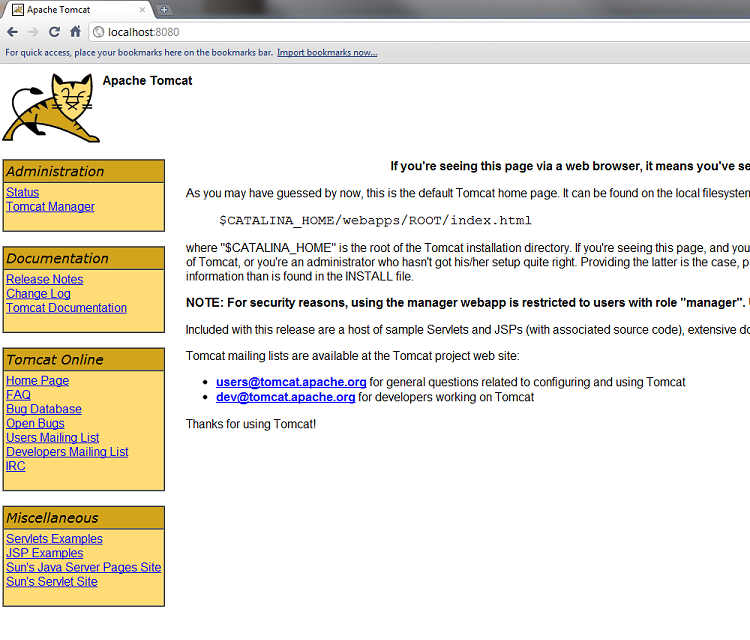 Apache Tomcat
localhost:8080
For quick access, place your bookmarks here on the bookmarks bar. Import bookmarks now...
Apache Tomcat
Administration
Status
Tomcat Manager
Documentation
Release Notes
Change Log
Tomcat Documentation
Tomcat Online
Home Page
FAQ
Bug Database
Open Bugs
Users Mailing List
Developers Mailing List
IRC
Miscellaneous
Servlets Examples
JSP Examples
Sun's Java Server Pages Site
Sun's Servlet Site
If you're seeing this page via a web browser, it means you've se
As you may have guessed by now, this is the default Tomcat home page. It can be found on the local filesystem
$CATALINA_HOME/webapps/ROOT/index.html
where "$CATALINA_HOME" is the root of the Tomcat installation directory. If you're seeing this page, and you
of Tomcat, or you're an administrator who hasn't got his/her setup quite right. Providing the latter is the case, p
information than is found in the INSTALL file.
NOTE: For security reasons, using the manager webapp is restricted to users with role "manager".
Included with this release are a host of sample Servlets and JSPs (with associated source code), extensive do
Tomcat mailing lists are available at the Tomcat project web site:
users@tomcat.apache.org for general questions related to configuring and using Tomcat
dev@tomcat.apache.org for developers working on Tomcat
Thanks for using Tomcat!